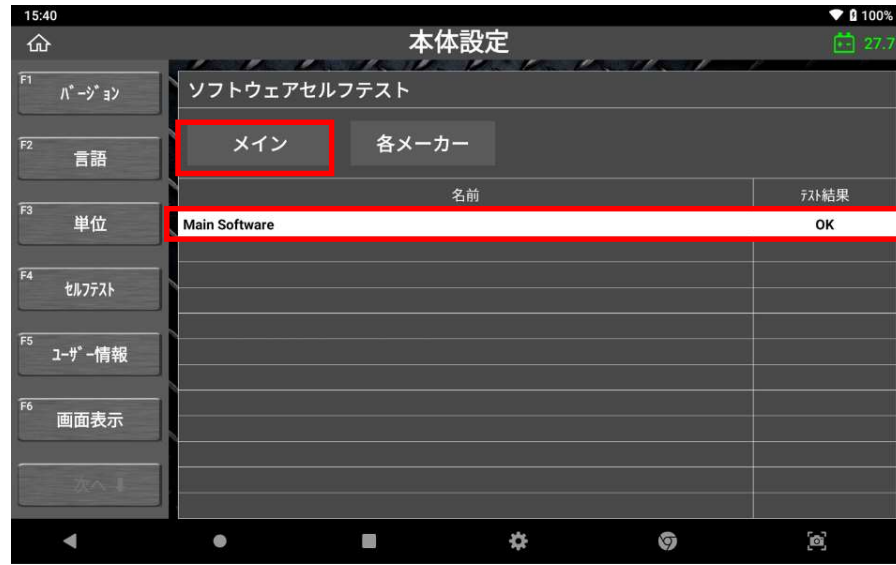 15:40
100%
本体設定
27.7
F1
ﾊﾞｰｼﾞｮﾝ
ソフトウェアセルフテスト
メイン
各メーカー
F2
言語
名前
ﾃｽﾄ結果
F3
単位
Main Software
OK
F4
ｾﾙﾌﾃｽﾄ
F5
ﾕｰｻﾞｰ情報
F6
画面表示
次へ ⬇